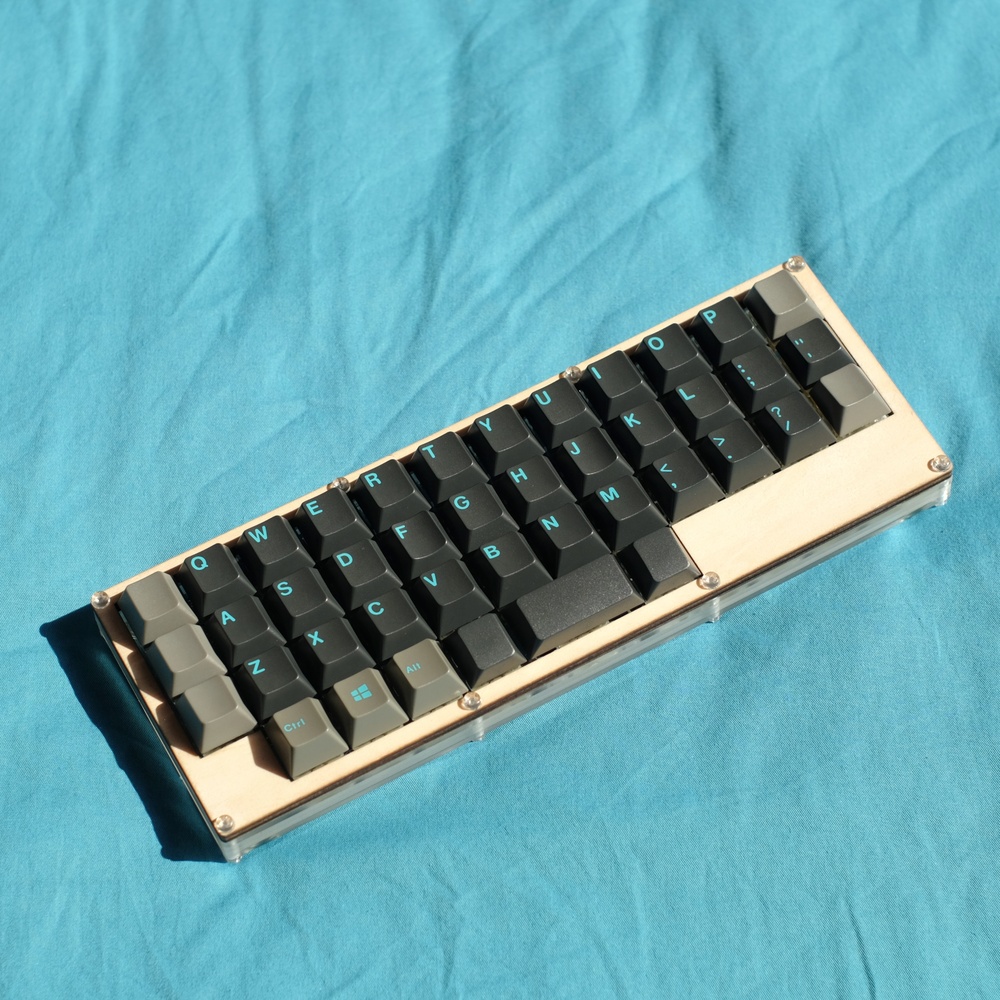 Q W E R T Y U I O P
A S D F G H J K L : ; " '
Z X C V B N M < , > . ? /
Ctrl Alt